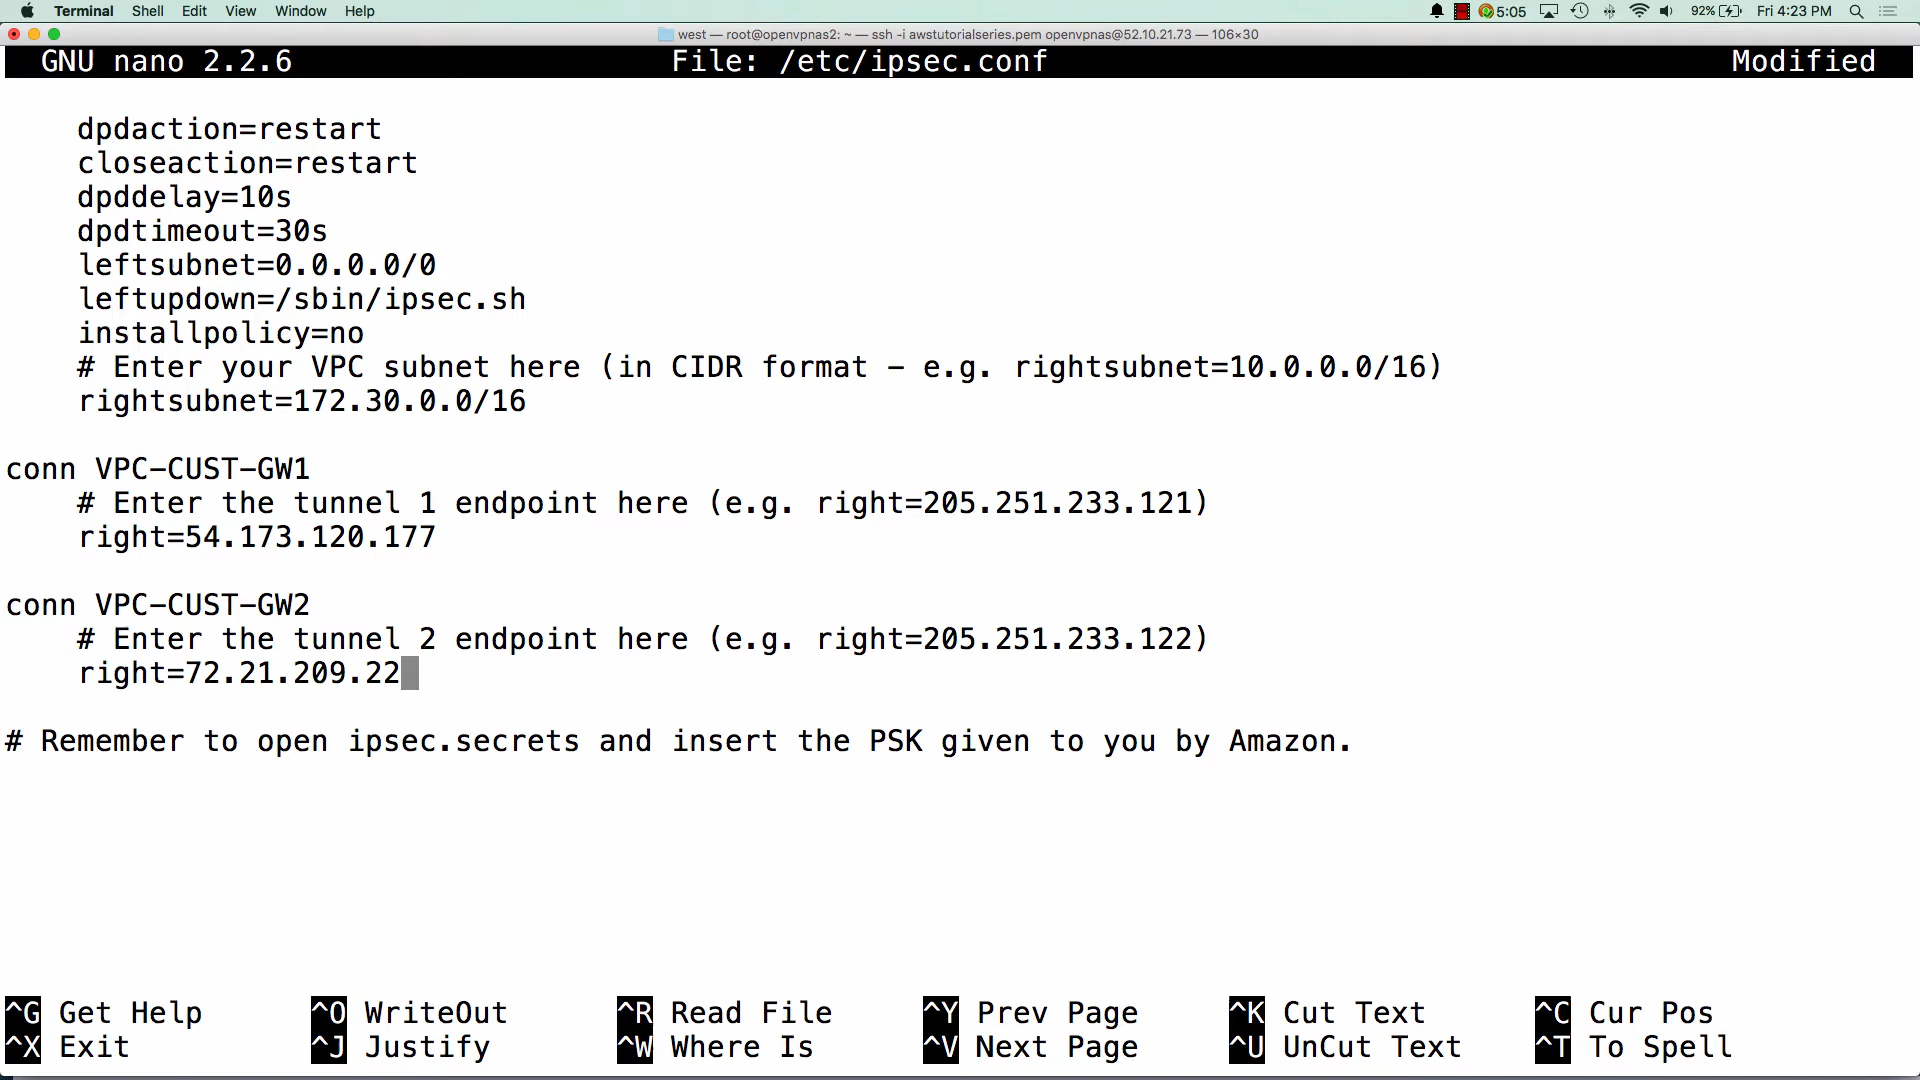 Terminal Shell Edit View Window Help 5:05 92% Fri 4:23 PM
west — root@openvpnas2: ~ — ssh -i awstutorialseries.pem openvpnas@52.10.21.73 — 106×30
GNU nano 2.2.6 File: /etc/ipsec.conf Modified
dpdaction=restart
closeaction=restart
dpddelay=10s
dpdtimeout=30s
leftsubnet=0.0.0.0/0
leftupdown=/sbin/ipsec.sh
installpolicy=no
# Enter your VPC subnet here (in CIDR format - e.g. rightsubnet=10.0.0.0/16)
rightsubnet=172.30.0.0/16
conn VPC-CUST-GW1
# Enter the tunnel 1 endpoint here (e.g. right=205.251.233.121)
right=54.173.120.177
conn VPC-CUST-GW2
# Enter the tunnel 2 endpoint here (e.g. right=205.251.233.122)
right=72.21.209.22
# Remember to open ipsec.secrets and insert the PSK given to you by Amazon.
^G Get Help ^O WriteOut ^R Read File ^Y Prev Page ^K Cut Text ^C Cur Pos
^X Exit ^J Justify ^W Where Is ^V Next Page ^U UnCut Text ^T To Spell